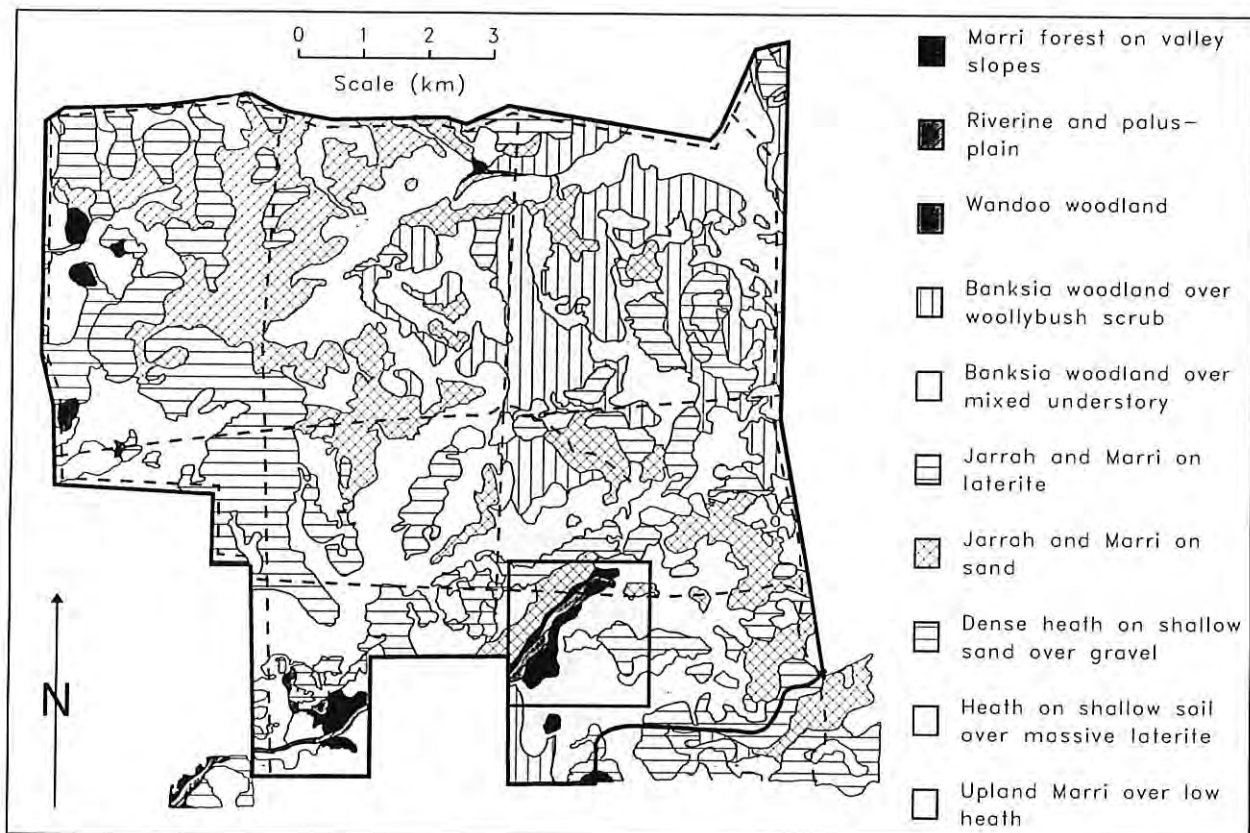 0 1 2 3
Scale (km)
N
Marri forest on valley
slopes
Riverine and palus-
plain
Wandoo woodland
Banksia woodland over
woollybush scrub
Banksia woodland over
mixed understory
Jarrah and Marri on
laterite
Jarrah and Marri on
sand
Dense heath on shallow
sand over gravel
Heath on shallow soil
over massive laterite
Upland Marri over low
heath